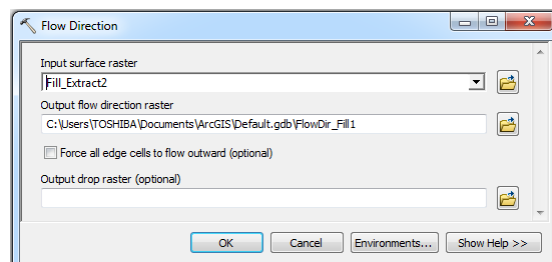 Flow Direction
Input surface raster
Fill_Extract2
Output flow direction raster
C:\Users\TOSHIBA\Documents\ArcGIS\Default.gdb\FlowDir_Fill1
Force all edge cells to flow outward (optional)
Output drop raster (optional)
OK Cancel Environments... Show Help >>